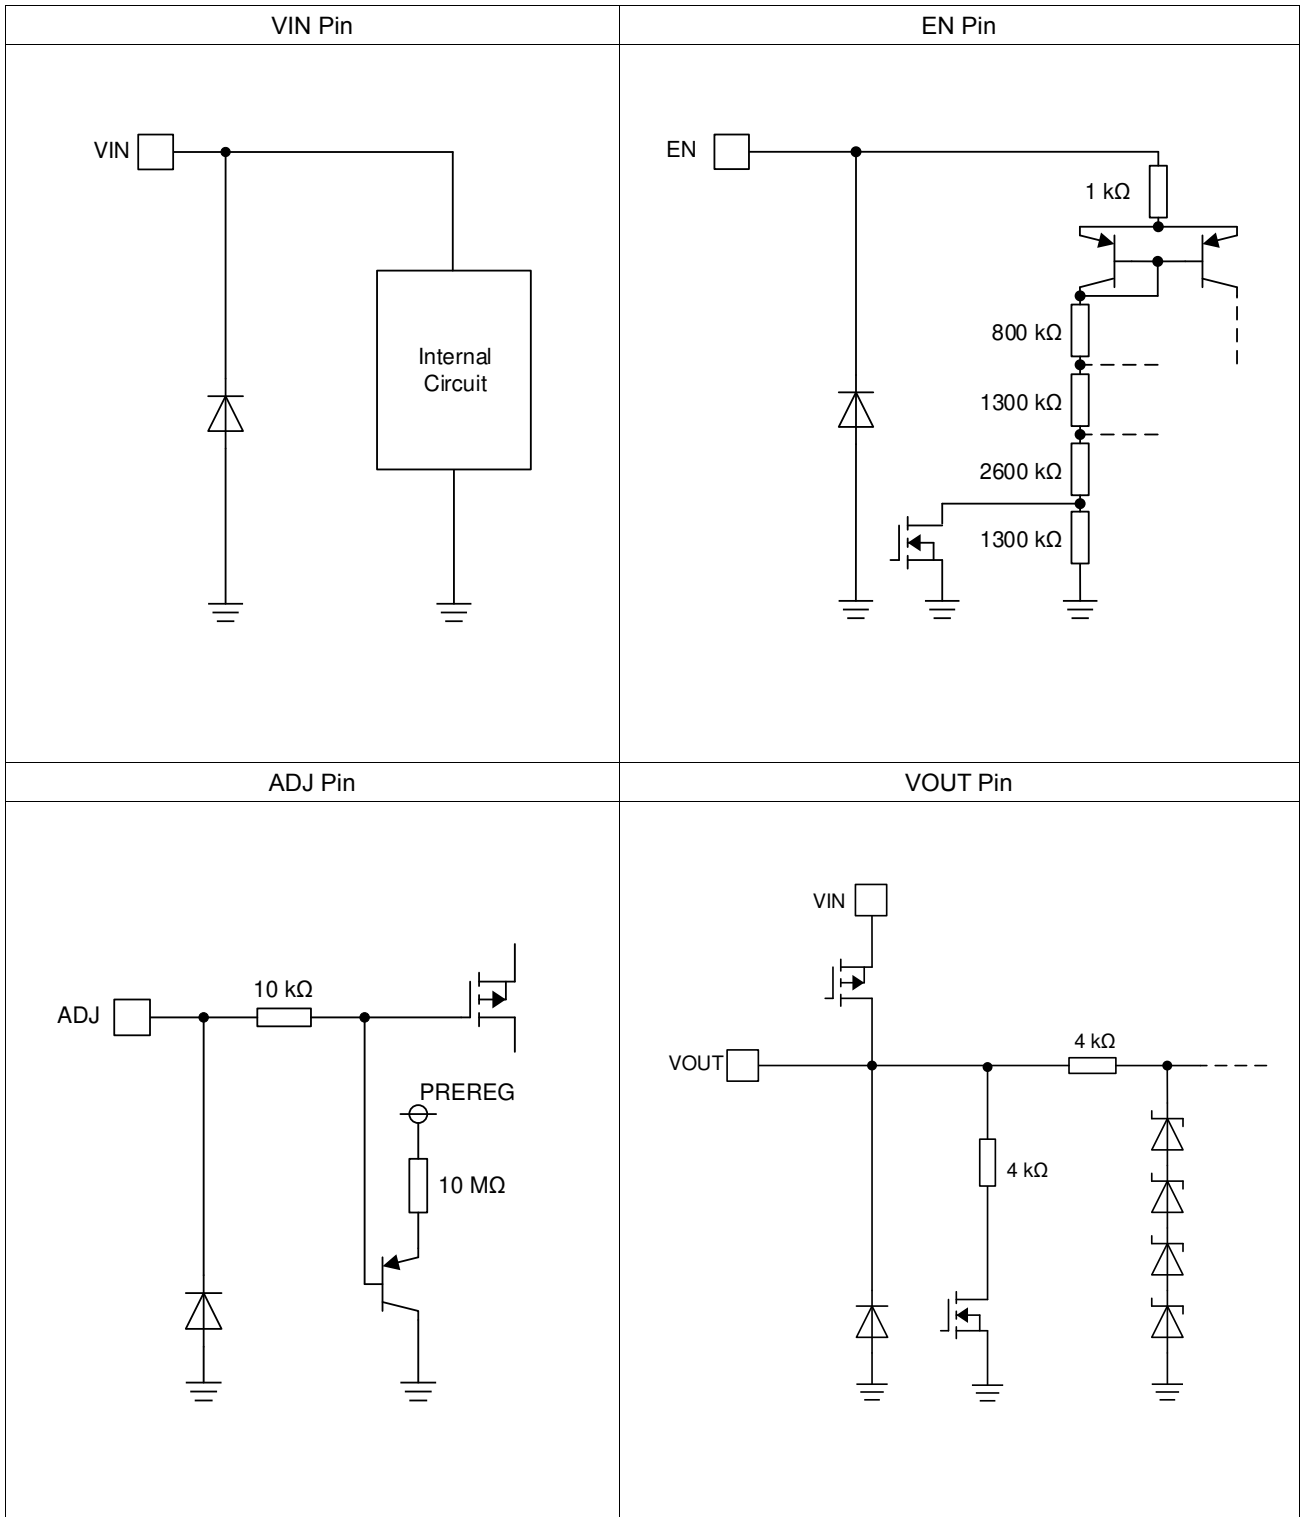 VIN Pin
EN Pin
VIN
Internal
Circuit
EN
1 kΩ
800 kΩ
1300 kΩ
2600 kΩ
1300 kΩ
ADJ Pin
VOUT Pin
ADJ
10 kΩ
PREREG
10 MΩ
VIN
VOUT
4 kΩ
4 kΩ